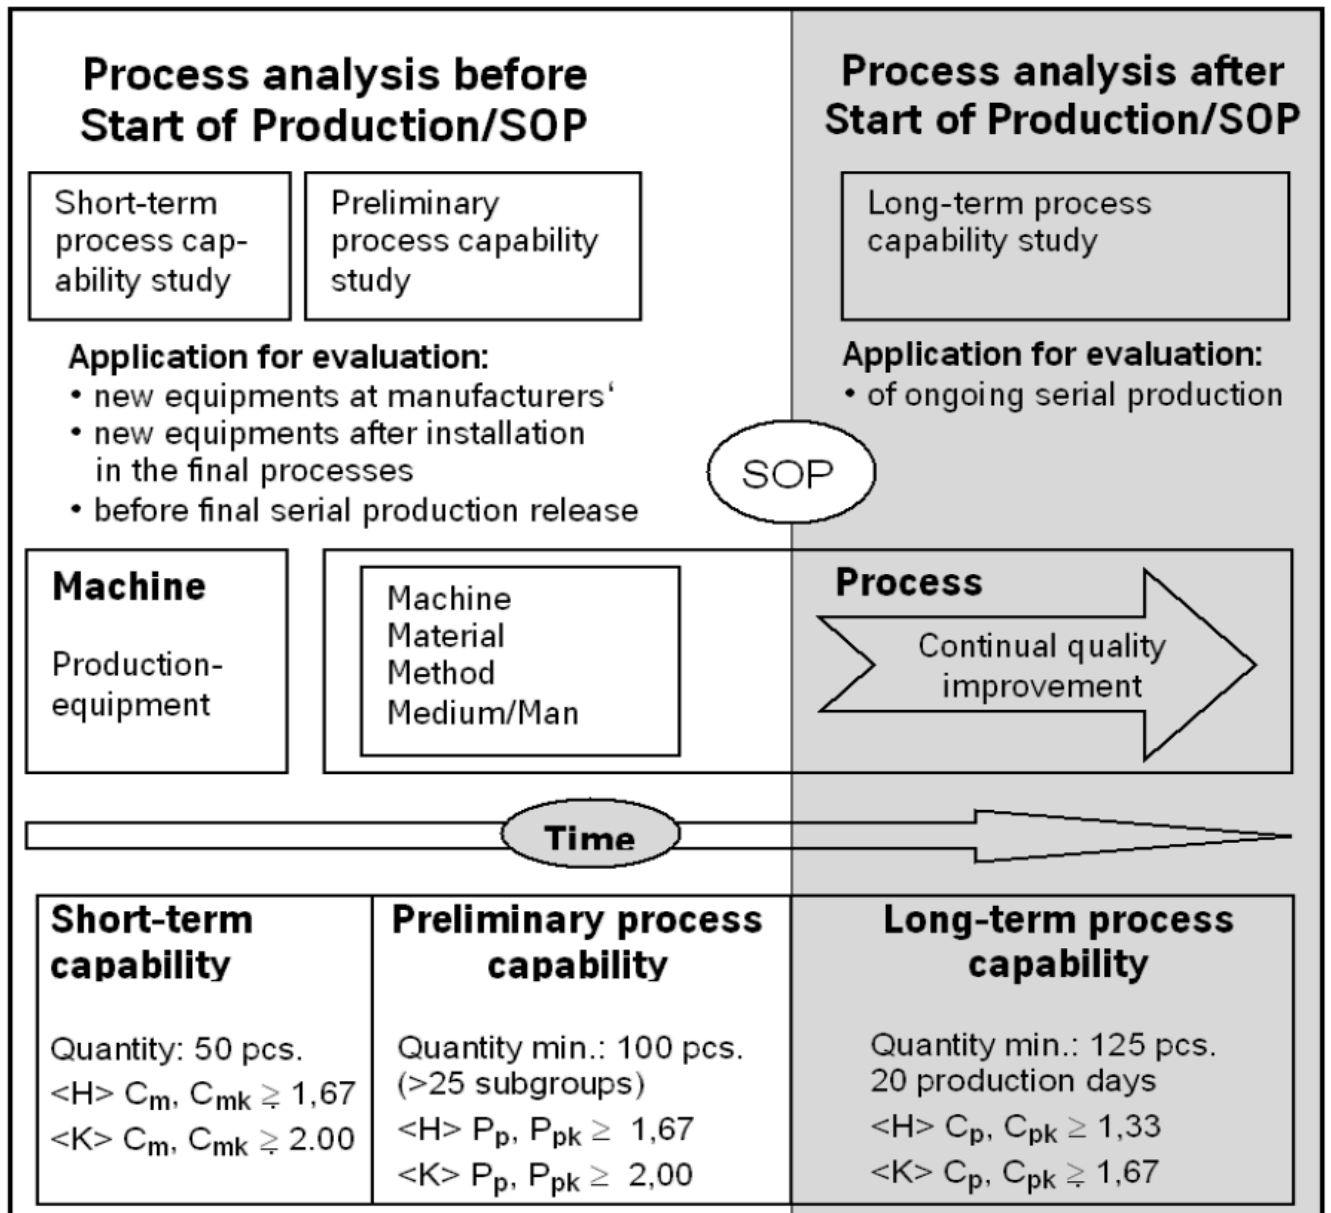 Process analysis before
Start of Production/SOP
Process analysis after
Start of Production/SOP
Short-term
process cap-
ability study
Preliminary
process capability
study
Long-term process
capability study
Application for evaluation:
• new equipments at manufacturers‘
• new equipments after installation
in the final processes
• before final serial production release
Application for evaluation:
• of ongoing serial production
SOP
Machine
Production-
equipment
Machine
Material
Method
Medium/Man
Process
Continual quality
improvement
Time
Short-term
capability
Quantity: 50 pcs.
<H> Cm, Cmk ≥ 1,67
<K> Cm, Cmk ≥ 2.00
Preliminary process
capability
Quantity min.: 100 pcs.
(>25 subgroups)
<H> Pp, Ppk ≥ 1,67
<K> Pp, Ppk ≥ 2,00
Long-term process
capability
Quantity min.: 125 pcs.
20 production days
<H> Cp, Cpk ≥ 1,33
<K> Cp, Cpk ≥ 1,67